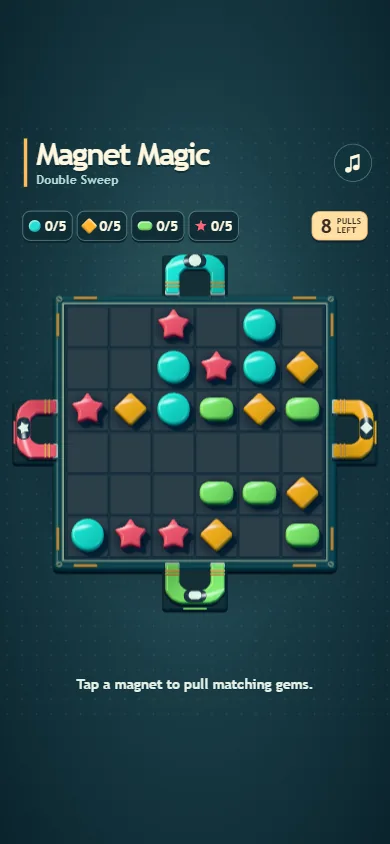 Magnet Magic
Double Sweep
0/5 0/5 0/5 0/5
8 PULLS LEFT
Tap a magnet to pull matching gems.